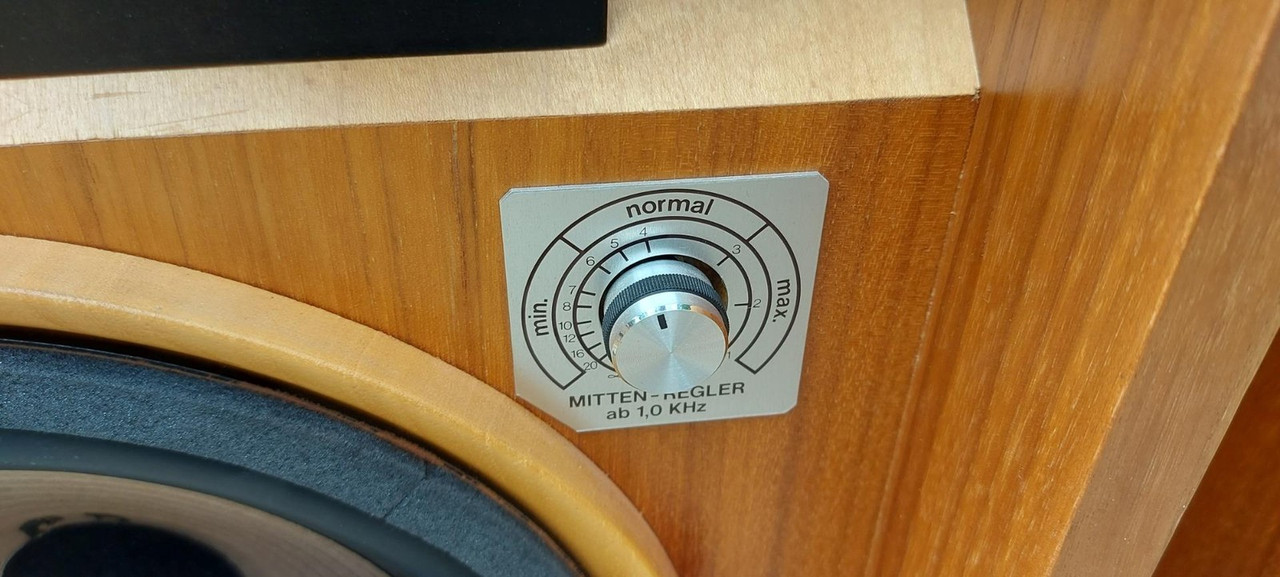 normal
min.
max.
4
5
3
6
7
2
8
10
12
16
1
20
∞
MITTEN-REGLER
ab 1,0 KHz